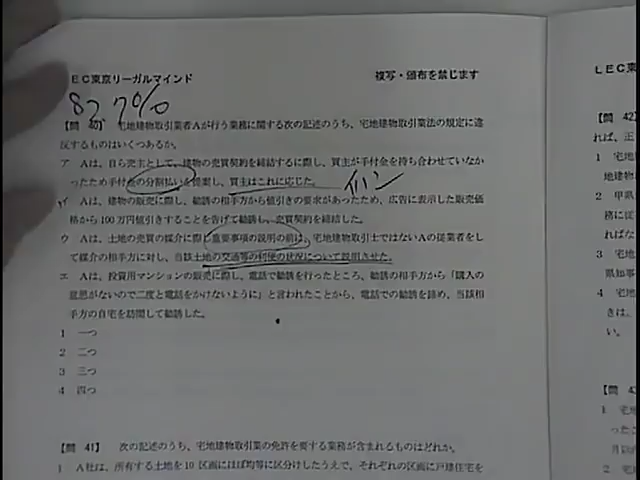 LEC東京リーガルマインド
複写・頒布を禁じます
82.7%
【問 40】 宅地建物取引業者Aが行う業務に関する次の記述のうち、宅地建物取引業法の規定に違
反するものはいくつあるか。
ア Aは、自ら売主として、建物の売買契約を締結するに際し、買主が手付金を持ち合わせていなか
ったため手付金の分割払いを提案し、買主はこれに応じた。
イハン
イ Aは、建物の販売に際し、勧誘の相手方から値引きの要求があったため、広告に表示した販売価
格から100万円値引きすることを告げて勧誘し、売買契約を締結した。
ウ Aは、土地の売買の媒介に際し重要事項の説明の前に、宅地建物取引士ではないAの従業者をし
て媒介の相手方に対し、当該土地の交通等の利便の状況について説明させた。
エ Aは、投資用マンションの販売に際し、電話で勧誘を行ったところ、勧誘の相手方から「購入の
意思がないので二度と電話をかけないように」と言われたことから、電話での勧誘を諦め、当該相
手方の自宅を訪問して勧誘した。
1 一つ
2 二つ
3 三つ
4 四つ
【問 41】 次の記述のうち、宅地建物取引業の免許を要する業務が含まれるものはどれか。
1 A社は、所有する土地を10区画にほぼ均等に区分けしたうえで、それぞれの区画に戸建住宅を
LEC東
【問 42】
れば、正
1 宅地
地建物
2 甲県
務に従
ればな
3 宅地
県知事
4 宅地
きは、
い。
【問 43